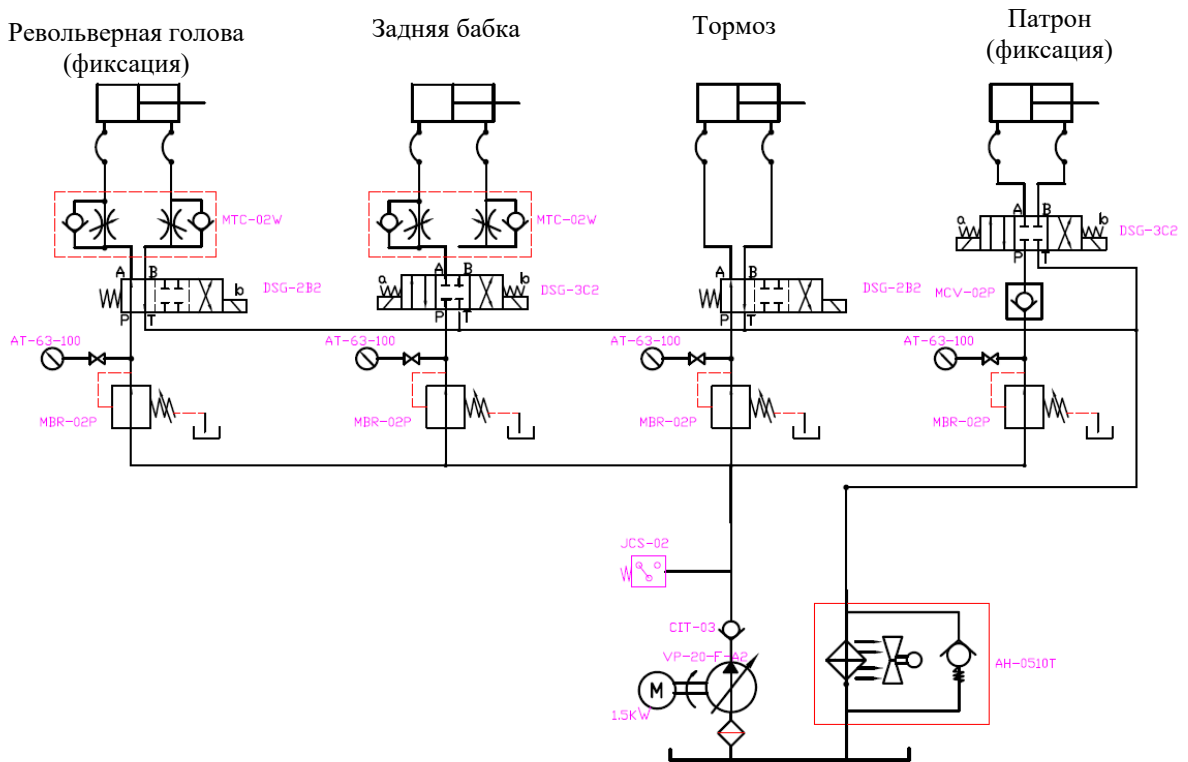 Револьверная голова
(фиксация)
Задняя бабка
Тормоз
Патрон
(фиксация)
MTC-02W
MTC-02W
a
A
B
b
DSG-3C2
P
T
A
B
b
DSG-2B2
P
T
a
A
B
b
DSG-3C2
P
T
A
B
DSG-2B2
P
T
MCV-02P
AT-63-100
AT-63-100
AT-63-100
AT-63-100
MBR-02P
MBR-02P
MBR-02P
MBR-02P
JCS-02
CIT-03
VP-20-F-A2
M
1.5KW
AH-0510T